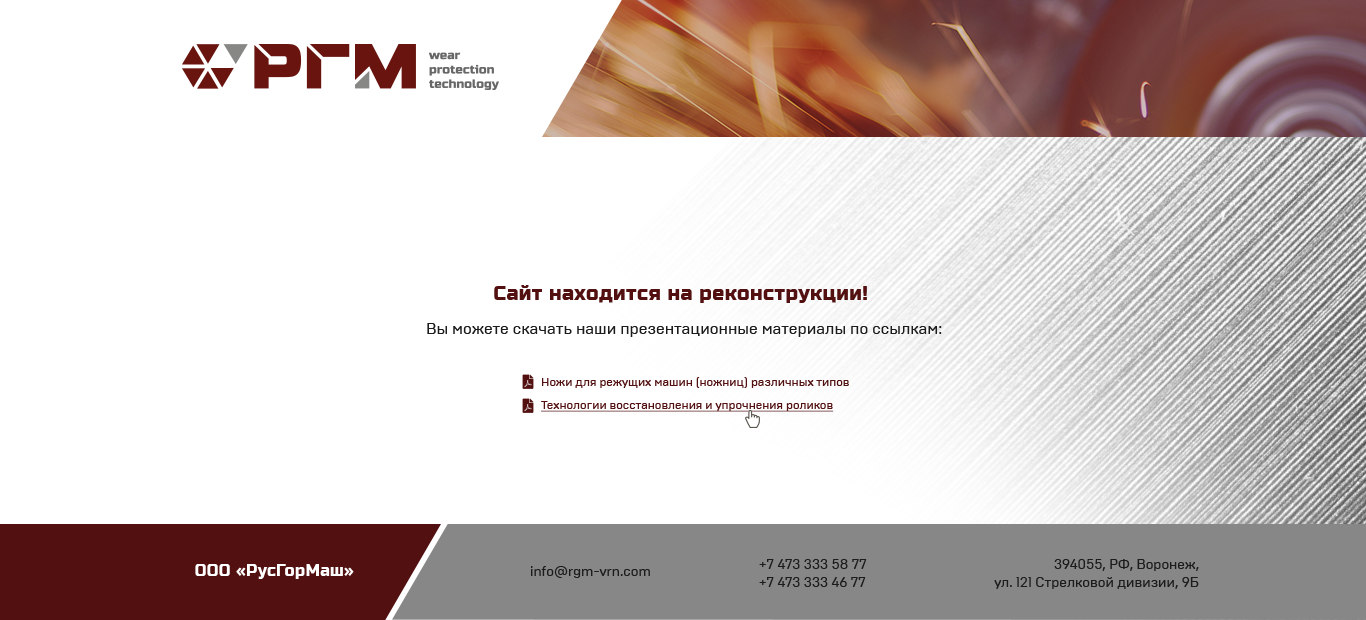 РГМ
wear
protection
technology
Сайт находится на реконструкции!
Вы можете скачать наши презентационные материалы по ссылкам:
Ножи для режущих машин (ножниц) различных типов
Технологии восстановления и упрочнения роликов
ООО «РусГорМаш»
info@rgm-vrn.com
+7 473 333 58 77
+7 473 333 46 77
394055, РФ, Воронеж,
ул. 121 Стрелковой дивизии, 9Б